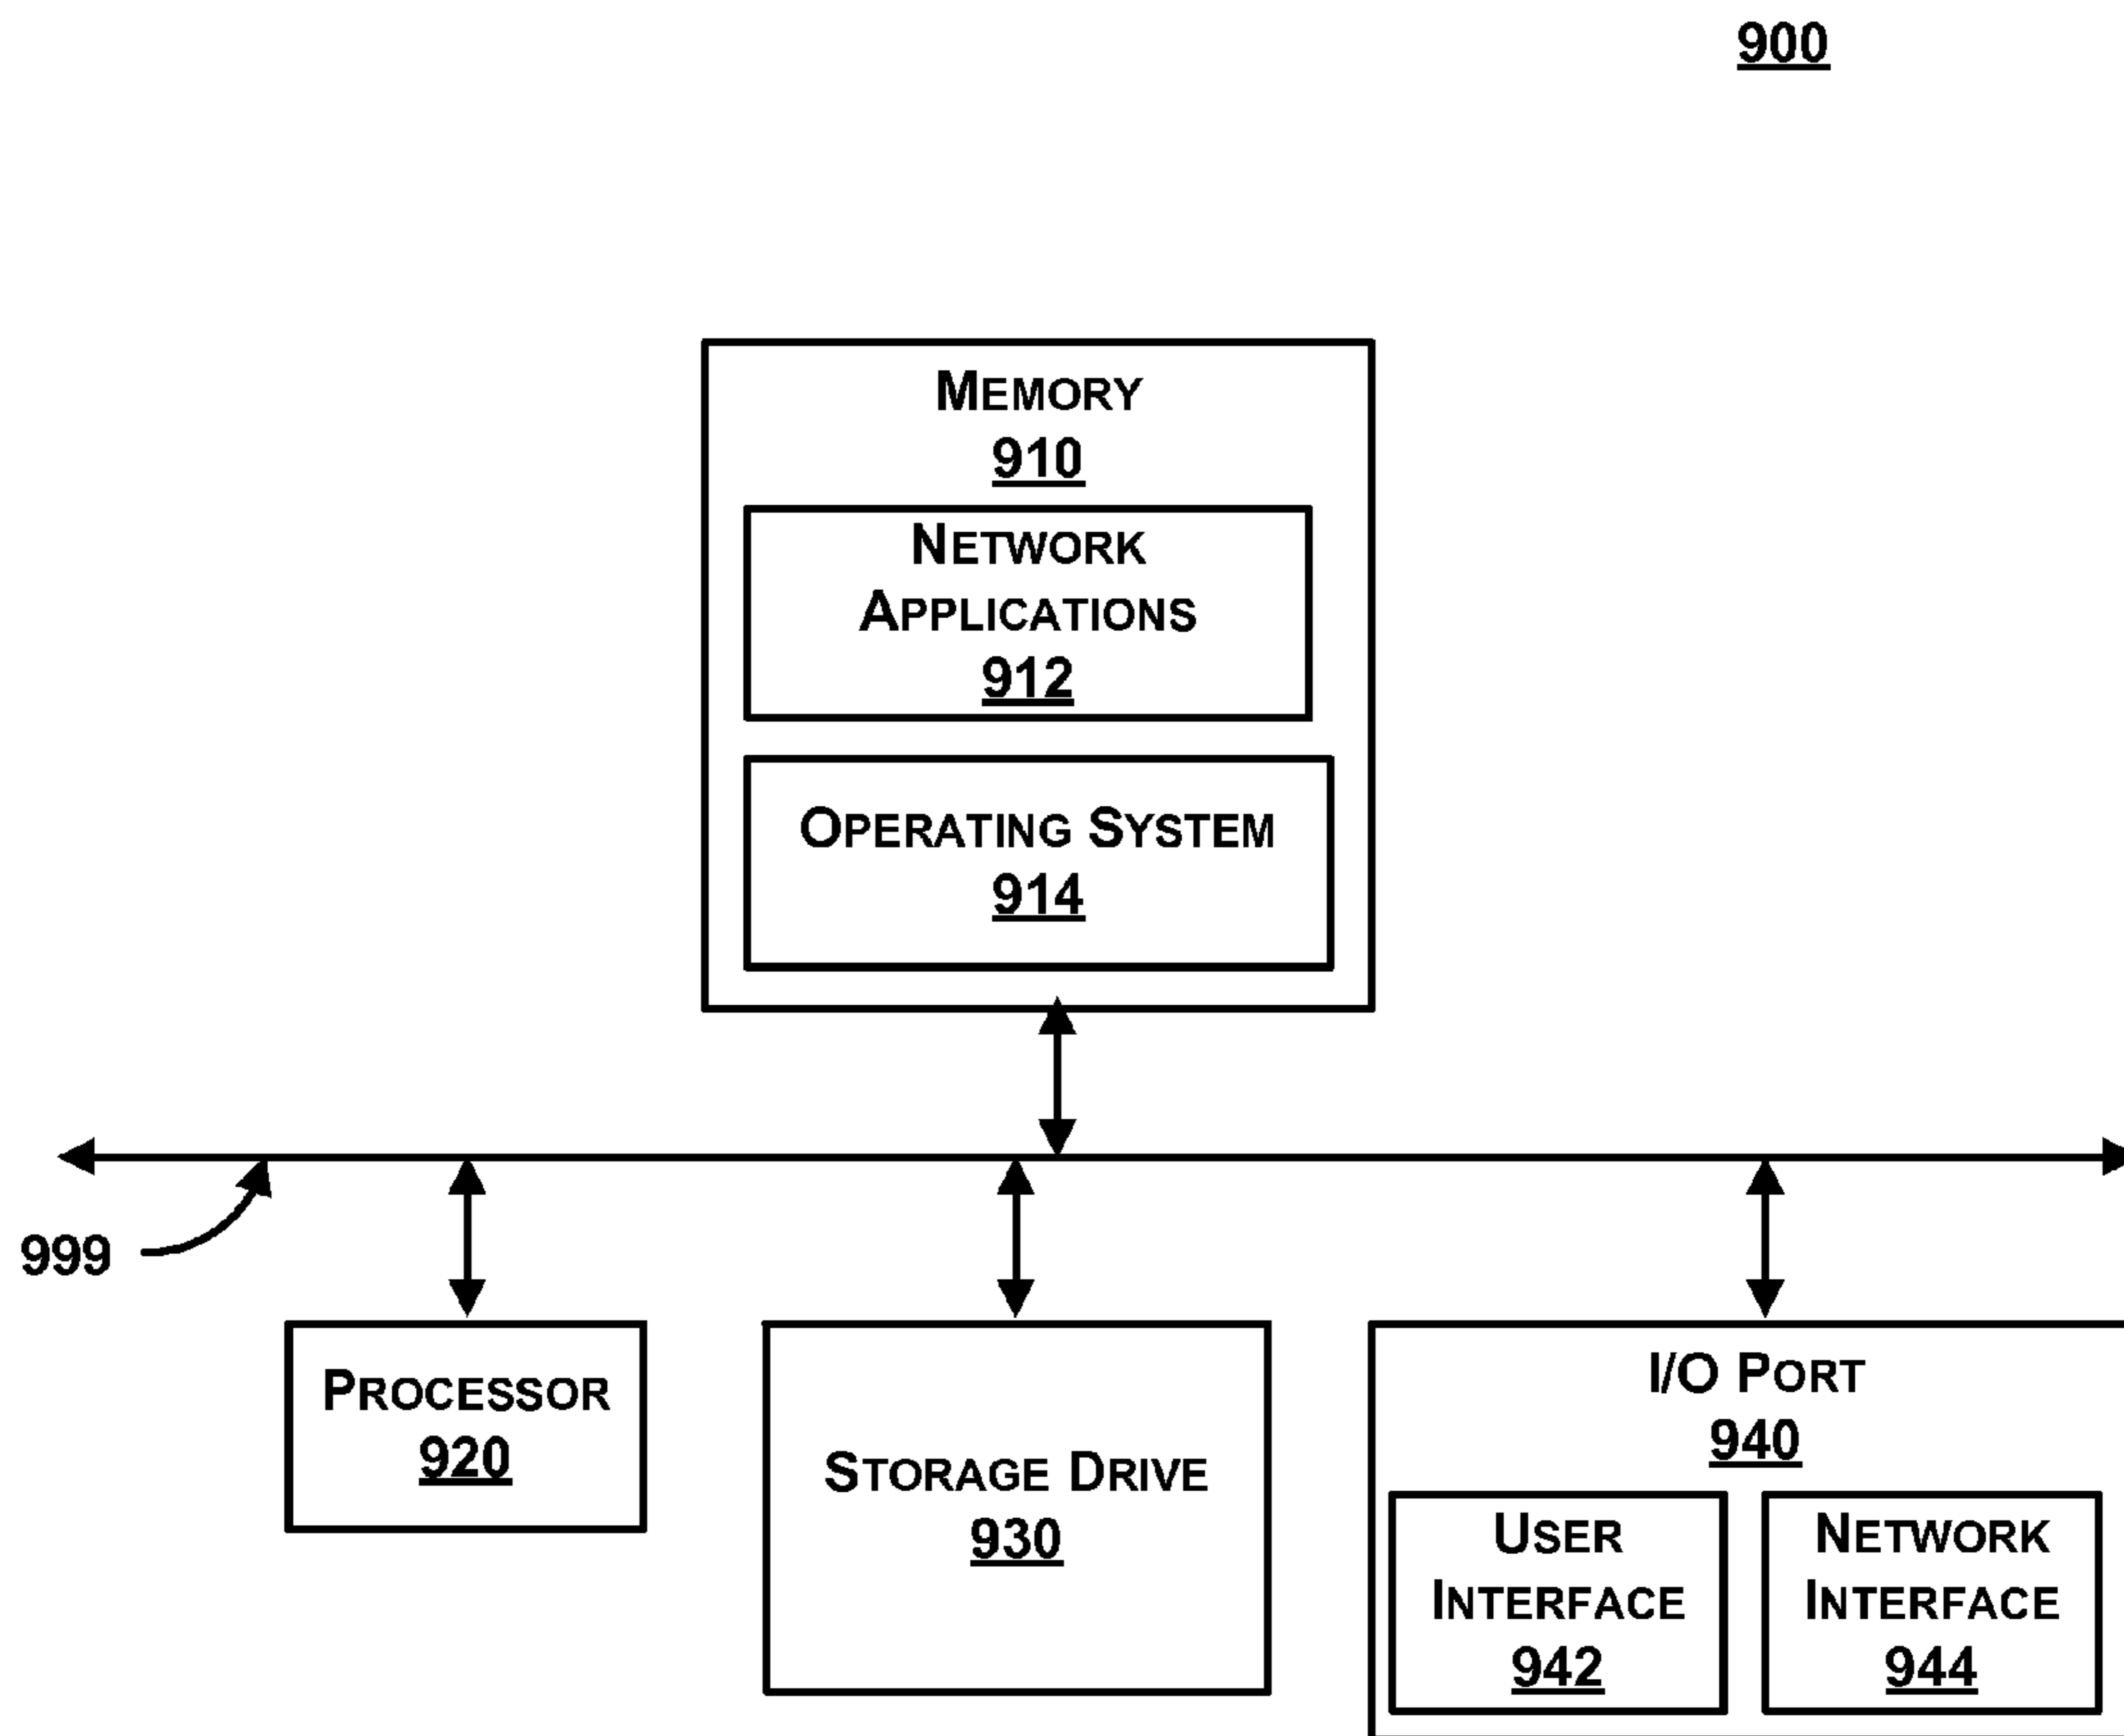 900
MEMORY
910
NETWORK
APPLICATIONS
912
OPERATING SYSTEM
914
999
PROCESSOR
920
STORAGE DRIVE
930
I/O PORT
940
USER
INTERFACE
942
NETWORK
INTERFACE
944